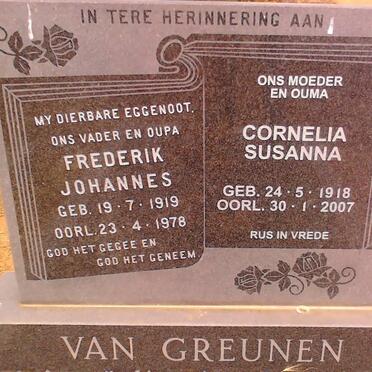 IN TERE HERINNERING AAN
MY DIERBARE EGGENOOT,
ONS VADER EN OUPA
FREDERIK
JOHANNES
GEB. 19 · 7 · 1919
OORL. 23 · 4 · 1978
GOD HET GEGEE EN
GOD HET GENEEM
ONS MOEDER
EN OUMA
CORNELIA
SUSANNA
GEB. 24 · 5 · 1918
OORL. 30 · 1 · 2007
RUS IN VREDE
VAN GREUNEN